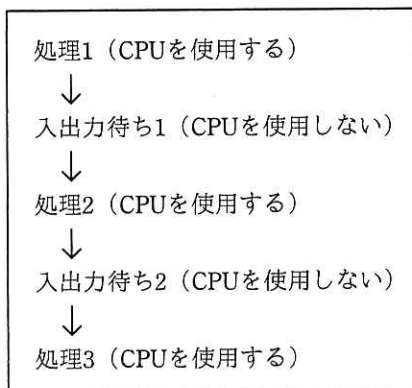 処理1（CPUを使用する）
↓
入出力待ち1（CPUを使用しない）
↓
処理2（CPUを使用する）
↓
入出力待ち2（CPUを使用しない）
↓
処理3（CPUを使用する）